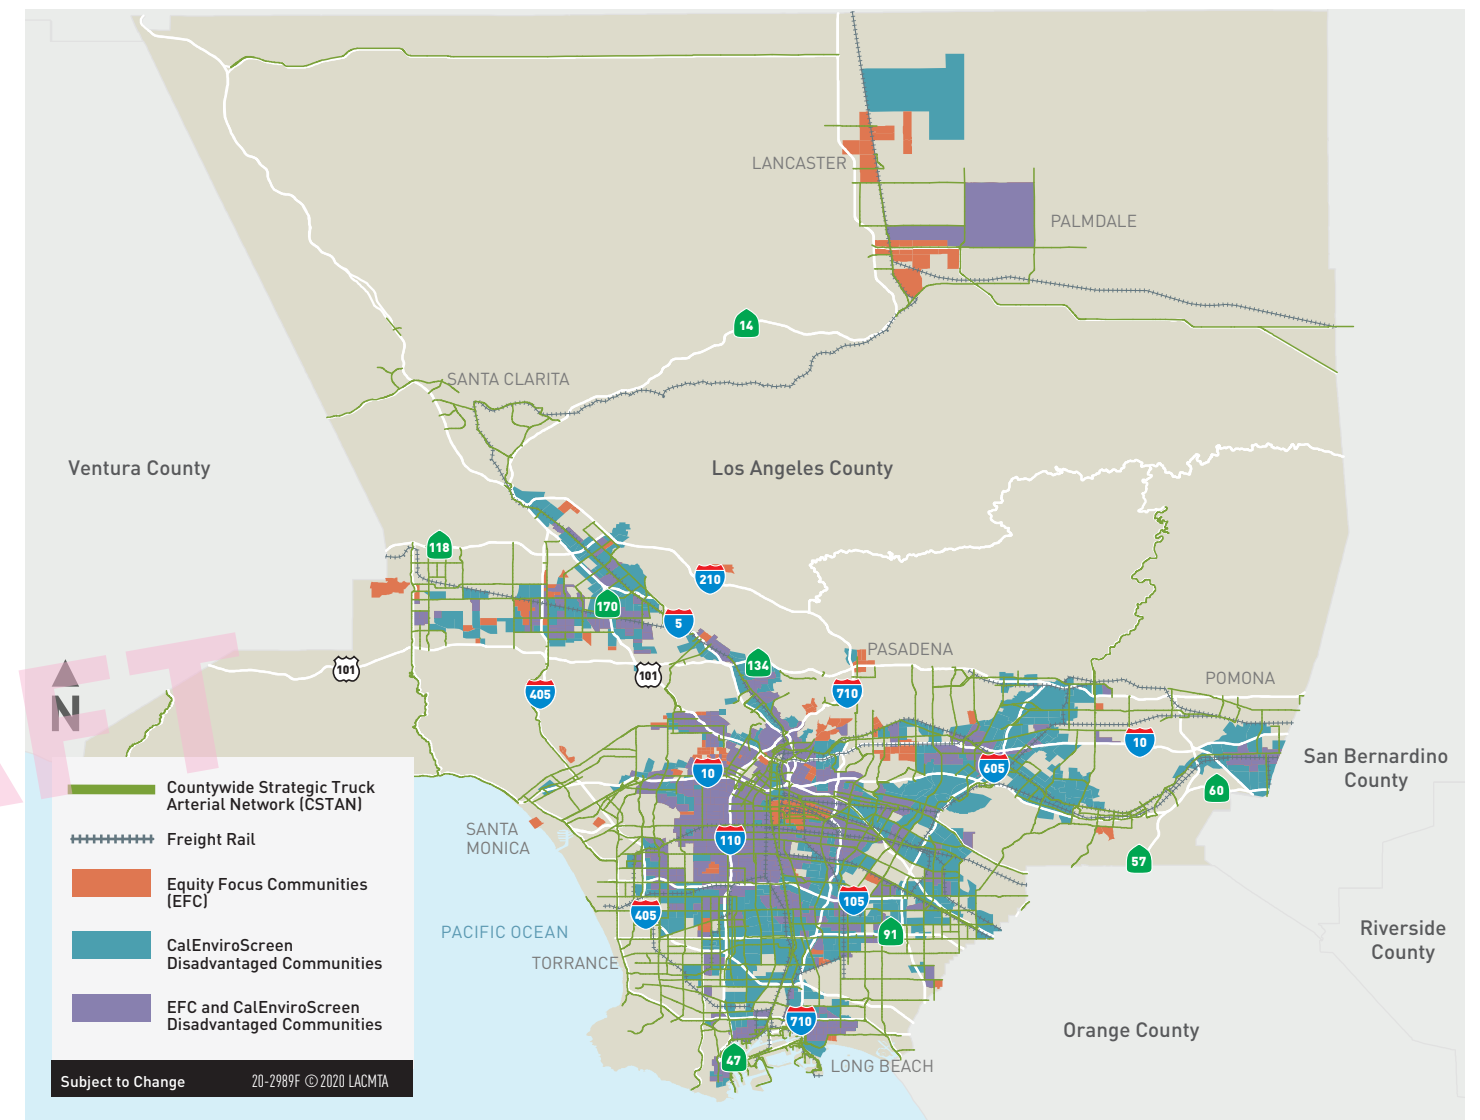 LANCASTER
PALMDALE
14
SANTA CLARITA
Ventura County
Los Angeles County
118
210
170
5
PASADENA
134
101
101
POMONA
405
710
10
San Bernardino
County
605
10
60
SANTA
MONICA
110
57
105
405
91
PACIFIC OCEAN
TORRANCE
Riverside
County
710
Orange County
47
LONG BEACH
N
AFT
Countywide Strategic Truck
Arterial Network (CSTAN)
Freight Rail
Equity Focus Communities
(EFC)
CalEnviroScreen
Disadvantaged Communities
EFC and CalEnviroScreen
Disadvantaged Communities
Subject to Change
20-2989F © 2020 LACMTA